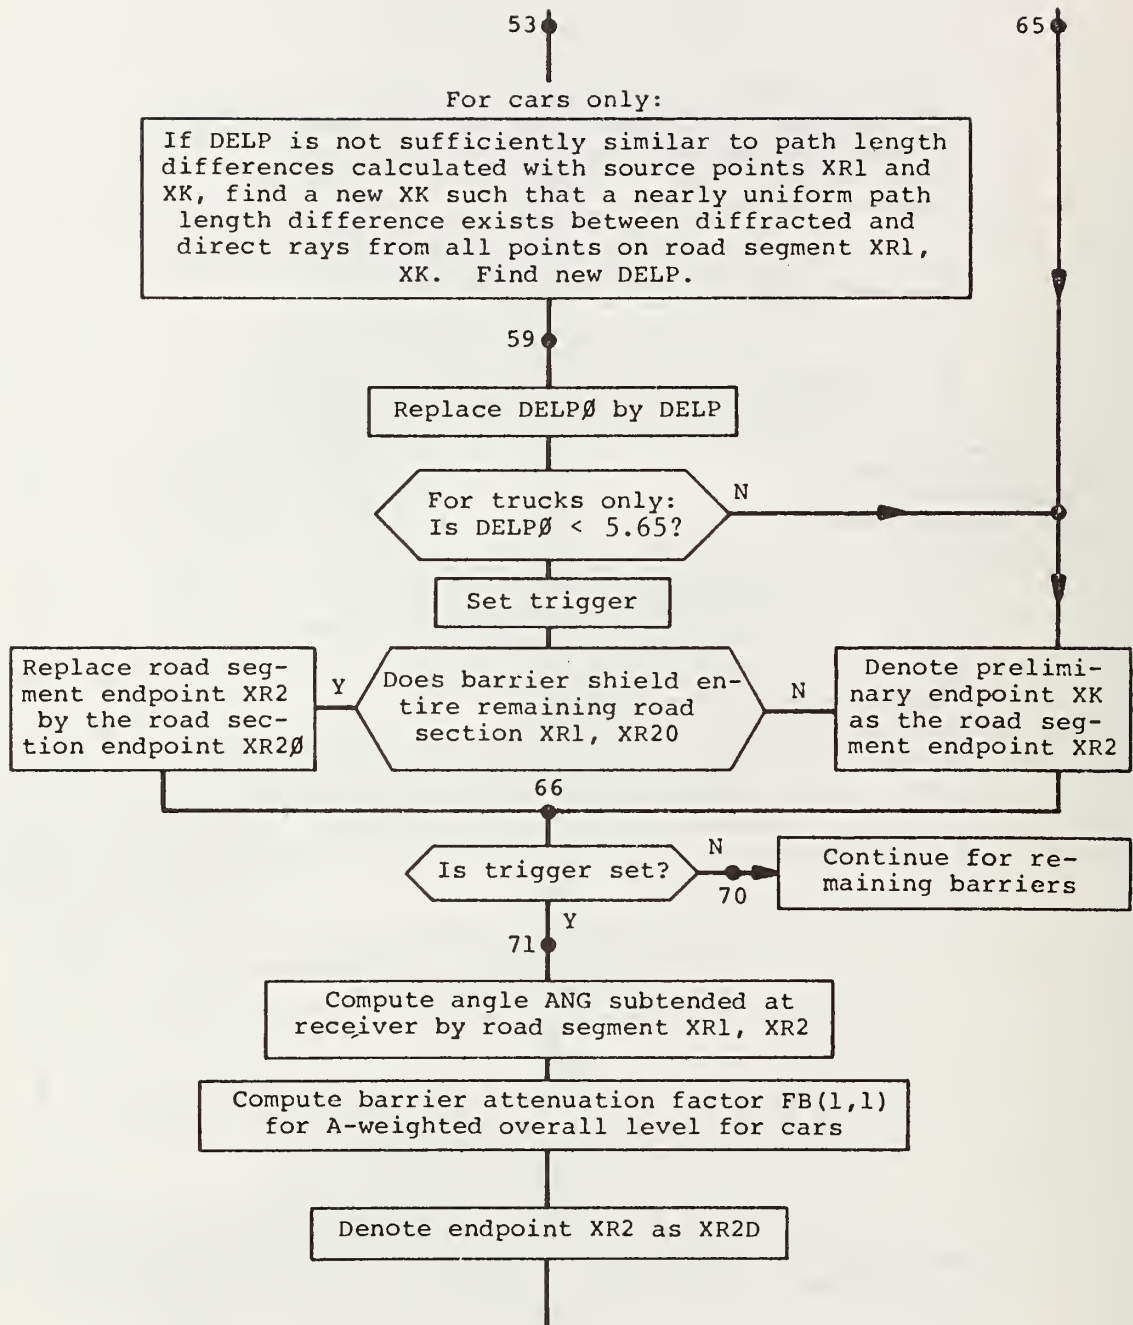 53
65
For cars only:
If DELP is not sufficiently similar to path length
differences calculated with source points XR1 and
XK, find a new XK such that a nearly uniform path
length difference exists between diffracted and
direct rays from all points on road segment XR1,
XK. Find new DELP.
59
Replace DELPØ by DELP
For trucks only:
Is DELPØ < 5.65?
N
Set trigger
Replace road seg-
ment endpoint XR2
by the road sec-
tion endpoint XR2Ø
Y
Does barrier shield en-
tire remaining road
section XR1, XR20
N
Denote prelimi-
nary endpoint XK
as the road seg-
ment endpoint XR2
66
Is trigger set?
N
70
Continue for re-
maining barriers
Y
71
Compute angle ANG subtended at
receiver by road segment XR1, XR2
Compute barrier attenuation factor FB(1,1)
for A-weighted overall level for cars
Denote endpoint XR2 as XR2D